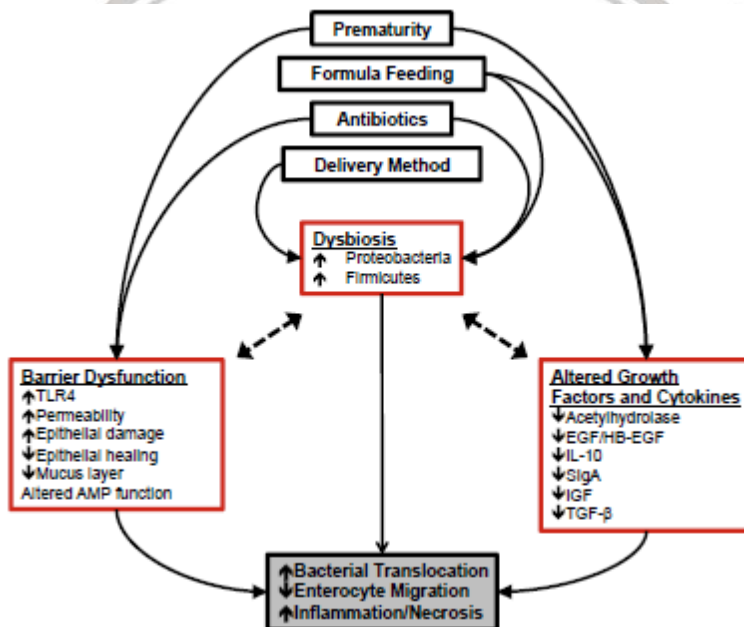 Prematurity
Formula Feeding
Antibiotics
Delivery Method
Dysbiosis
↑ Proteobacteria
↑ Firmicutes
Barrier Dysfunction
↑TLR4
↑Permeability
↑Epithelial damage
↓Epithelial healing
↓Mucus layer
Altered AMP function
Altered Growth
Factors and Cytokines
↓Acetylhydrolase
↓EGF/HB-EGF
↓IL-10
↓SIgA
↓IGF
↓TGF-β
↑Bacterial Translocation
↓Enterocyte Migration
↑Inflammation/Necrosis